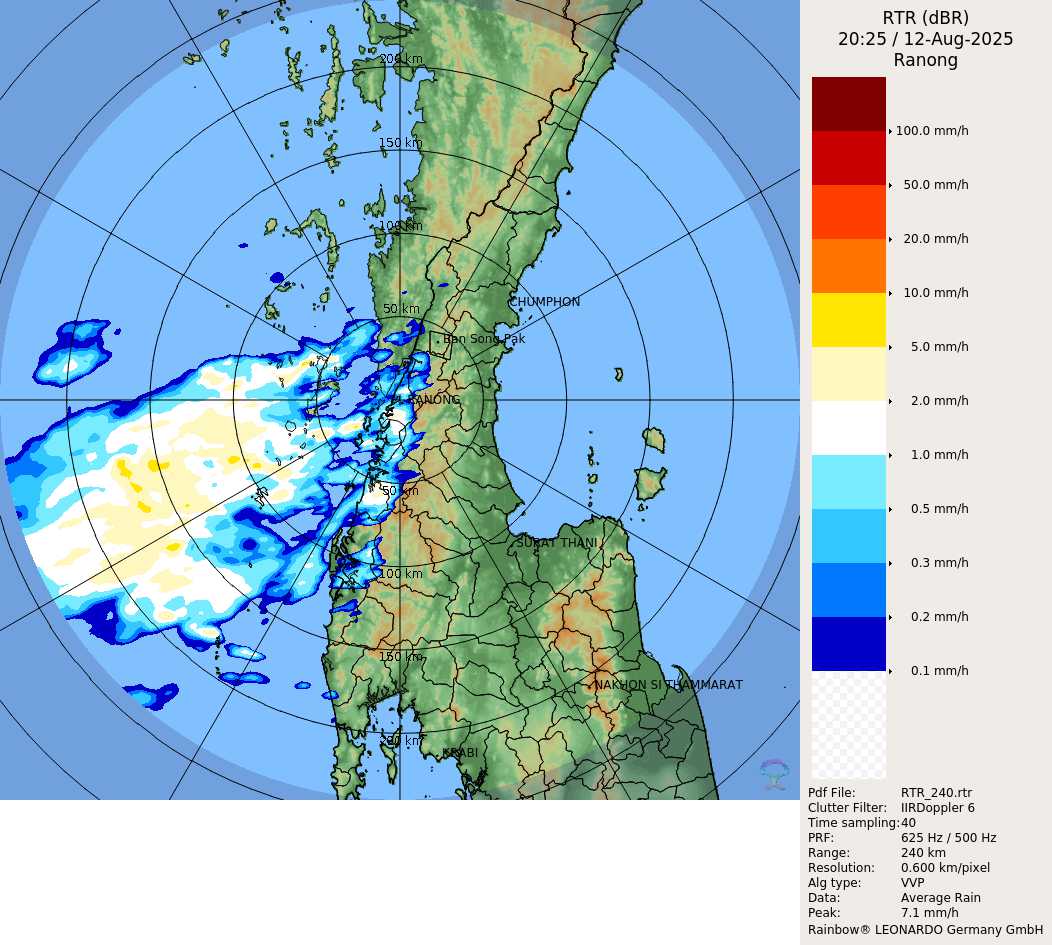 RTR (dBR)
20:25 / 12-Aug-2025
Ranong
200 km
150 km
100 km
50 km
CHUMPHON
Ban Song Pak
RANONG
50 km
SURAT THANI
100 km
150 km
NAKHON SI THAMMARAT
200 km
KRABI
100.0 mm/h
50.0 mm/h
20.0 mm/h
10.0 mm/h
5.0 mm/h
2.0 mm/h
1.0 mm/h
0.5 mm/h
0.3 mm/h
0.2 mm/h
0.1 mm/h
Pdf File: RTR_240.rtr
Clutter Filter: IIRDoppler 6
Time sampling:40
PRF: 625 Hz / 500 Hz
Range: 240 km
Resolution: 0.600 km/pixel
Alg type: VVP
Data: Average Rain
Peak: 7.1 mm/h
Rainbow® LEONARDO Germany GmbH